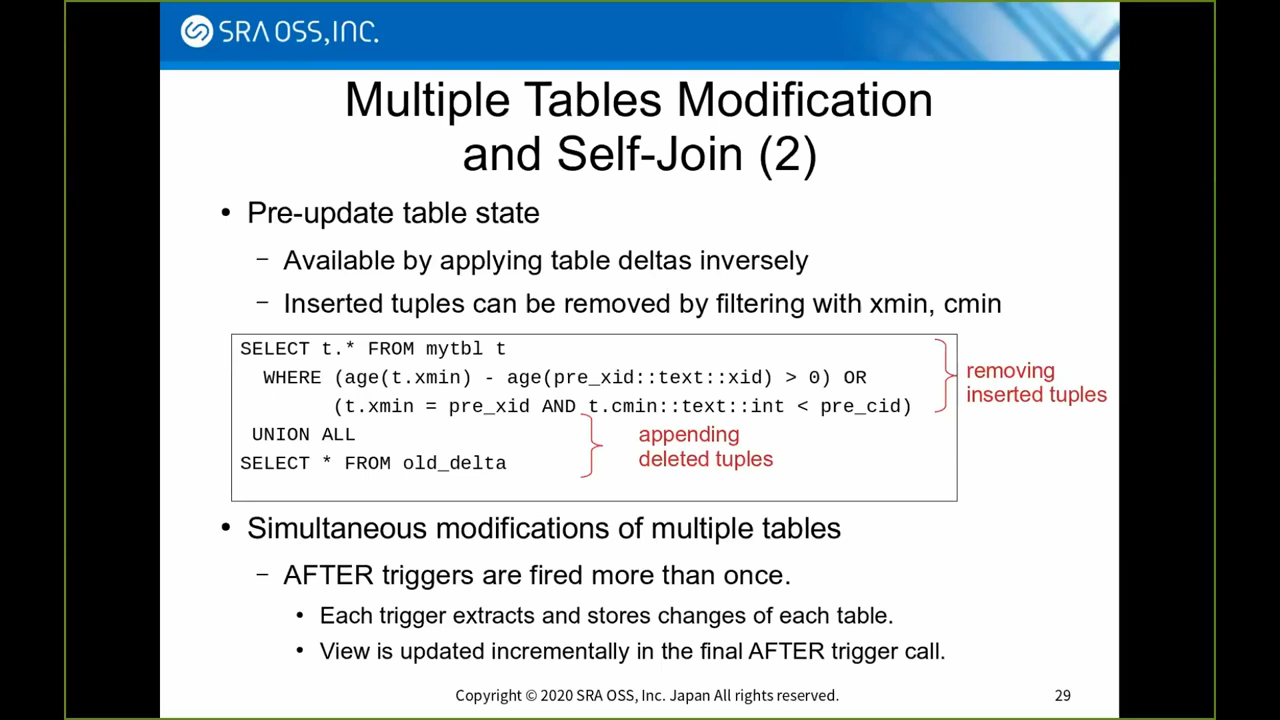 SRA OSS, INC.
Multiple Tables Modification
and Self-Join (2)
• Pre-update table state
– Available by applying table deltas inversely
– Inserted tuples can be removed by filtering with xmin, cmin
SELECT t.* FROM mytbl t
WHERE (age(t.xmin) - age(pre_xid::text::xid) > 0) OR
(t.xmin = pre_xid AND t.cmin::text::int < pre_cid)
removing
inserted tuples
UNION ALL
SELECT * FROM old_delta
appending
deleted tuples
• Simultaneous modifications of multiple tables
– AFTER triggers are fired more than once.
• Each trigger extracts and stores changes of each table.
• View is updated incrementally in the final AFTER trigger call.
Copyright © 2020 SRA OSS, Inc. Japan All rights reserved.
29